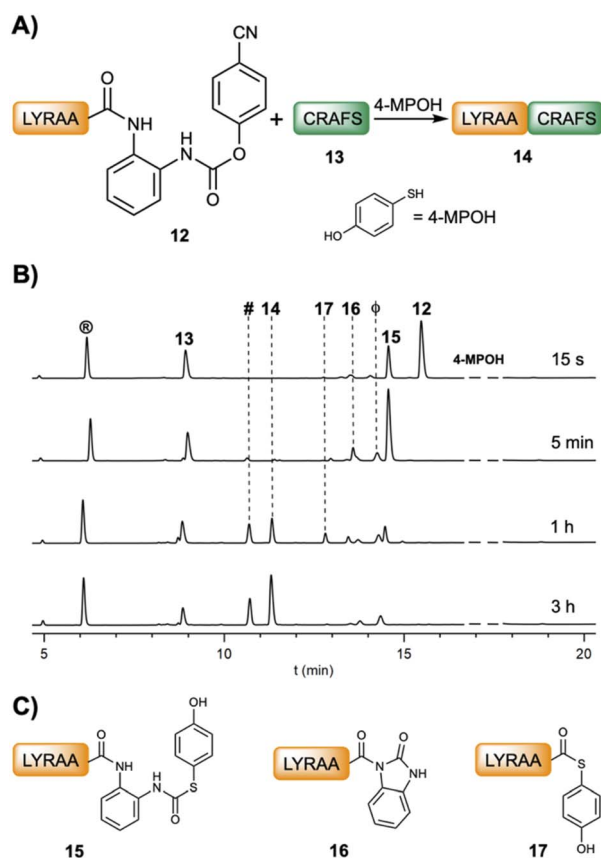 A)
CN
O
LYRAA
NH
NH
O
O
12
+
CRAFS
13
4-MPOH
LYRAA CRAFS
14
SH
HO
= 4-MPOH
B)
# 14 17 16 ϕ 12
® 13 15 4-MPOH 15 s
5 min
1 h
3 h
5 10 15 20
t (min)
C)
OH
LYRAA
O
NH
NH
S
O
15
LYRAA
O
O
N
NH
16
LYRAA
O
S
OH
17